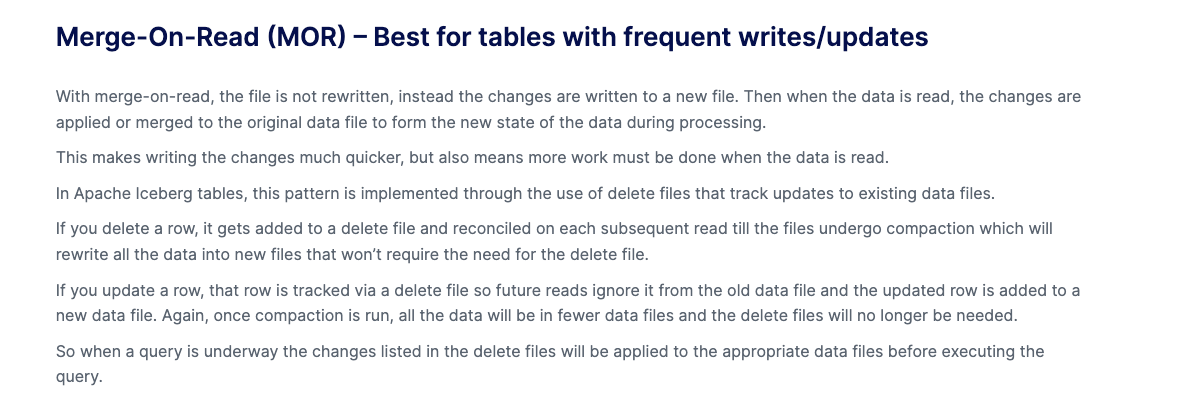 Merge-On-Read (MOR) – Best for tables with frequent writes/updates
With merge-on-read, the file is not rewritten, instead the changes are written to a new file. Then when the data is read, the changes are
applied or merged to the original data file to form the new state of the data during processing.
This makes writing the changes much quicker, but also means more work must be done when the data is read.
In Apache Iceberg tables, this pattern is implemented through the use of delete files that track updates to existing data files.
If you delete a row, it gets added to a delete file and reconciled on each subsequent read till the files undergo compaction which will
rewrite all the data into new files that won’t require the need for the delete file.
If you update a row, that row is tracked via a delete file so future reads ignore it from the old data file and the updated row is added to a
new data file. Again, once compaction is run, all the data will be in fewer data files and the delete files will no longer be needed.
So when a query is underway the changes listed in the delete files will be applied to the appropriate data files before executing the
query.